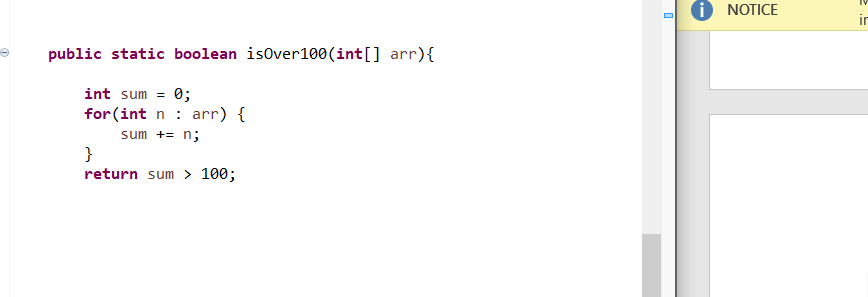 public static boolean isOver100(int[] arr){
int sum = 0;
for(int n : arr) {
sum += n;
}
return sum > 100;
NOTICE